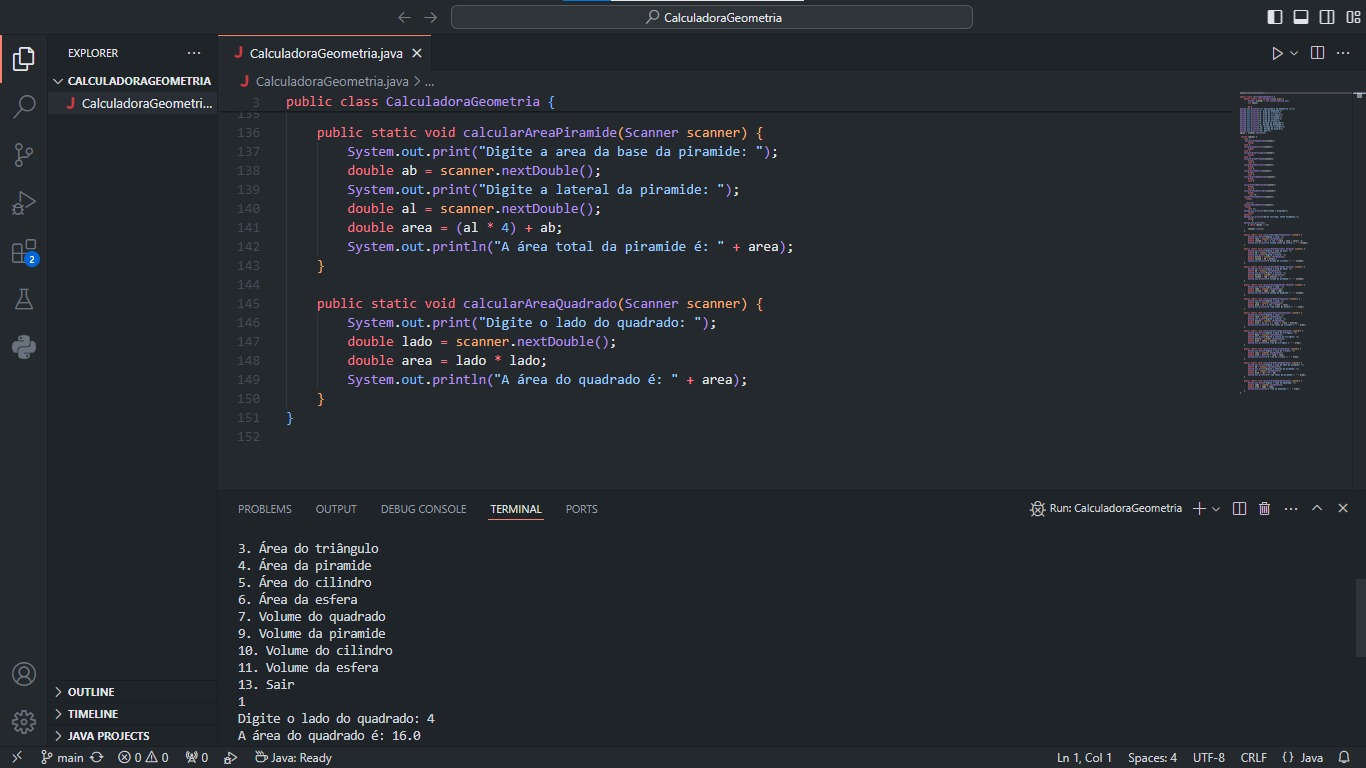 CalculadoraGeometria
EXPLORER
CALCULADORAGEOMETRIA
J CalculadoraGeometri...
2
OUTLINE
TIMELINE
JAVA PROJECTS
J CalculadoraGeometria.java
J CalculadoraGeometria.java > ...
3 public class CalculadoraGeometria {
135
136 public static void calcularAreaPiramide(Scanner scanner) {
137 System.out.print("Digite a area da base da piramide: ");
138 double ab = scanner.nextDouble();
139 System.out.print("Digite a lateral da piramide: ");
140 double al = scanner.nextDouble();
141 double area = (al * 4) + ab;
142 System.out.println("A área total da piramide é: " + area);
143 }
144
145 public static void calcularAreaQuadrado(Scanner scanner) {
146 System.out.print("Digite o lado do quadrado: ");
147 double lado = scanner.nextDouble();
148 double area = lado * lado;
149 System.out.println("A área do quadrado é: " + area);
150 }
151 }
152
PROBLEMS OUTPUT DEBUG CONSOLE TERMINAL PORTS
Run: CalculadoraGeometria
3. Área do triângulo
4. Área da piramide
5. Área do cilindro
6. Área da esfera
7. Volume do quadrado
9. Volume da piramide
10. Volume do cilindro
11. Volume da esfera
13. Sair
1
Digite o lado do quadrado: 4
A área do quadrado é: 16.0
main 0 0 0 Java: Ready Ln 1, Col 1 Spaces: 4 UTF-8 CRLF {} Java